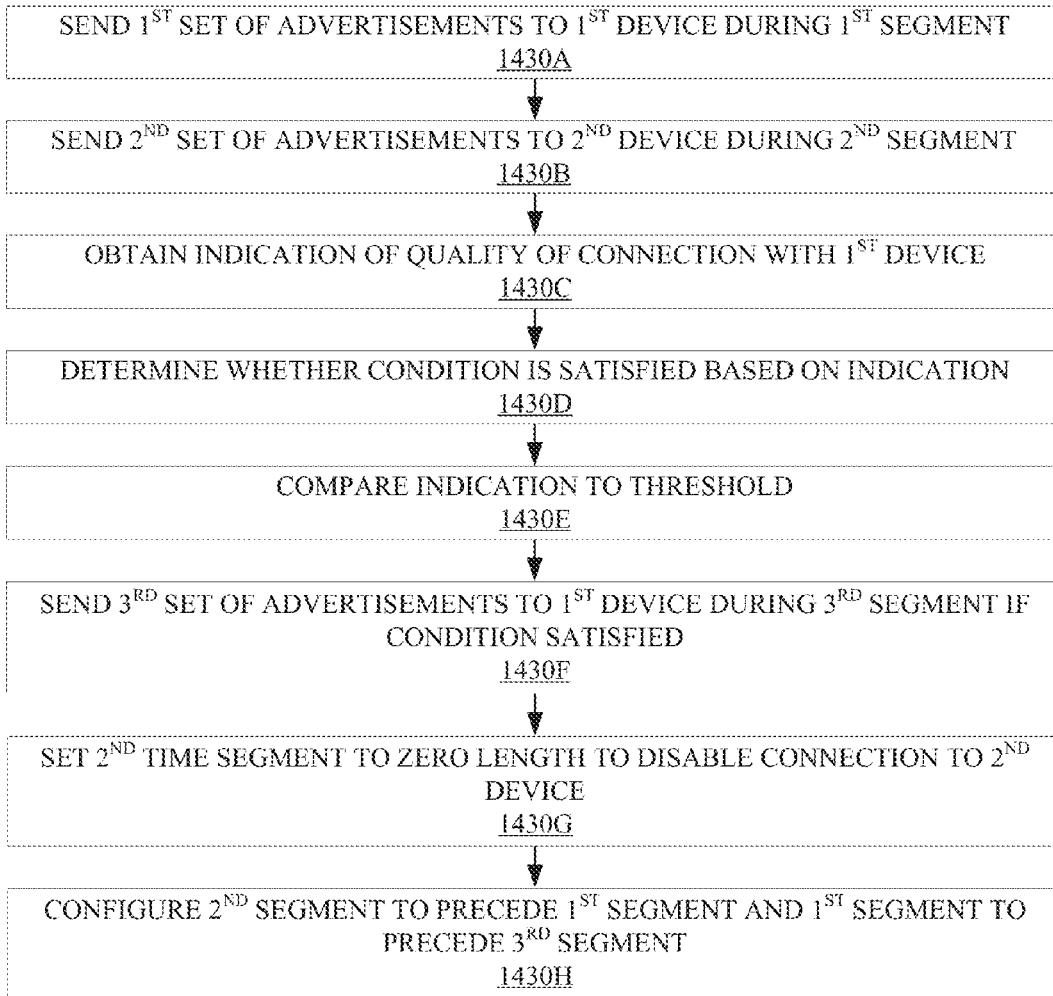 SEND 1ST SET OF ADVERTISEMENTS TO 1ST DEVICE DURING 1ST SEGMENT
1430A
SEND 2ND SET OF ADVERTISEMENTS TO 2ND DEVICE DURING 2ND SEGMENT
1430B
OBTAIN INDICATION OF QUALITY OF CONNECTION WITH 1ST DEVICE
1430C
DETERMINE WHETHER CONDITION IS SATISFIED BASED ON INDICATION
1430D
COMPARE INDICATION TO THRESHOLD
1430E
SEND 3RD SET OF ADVERTISEMENTS TO 1ST DEVICE DURING 3RD SEGMENT IF
CONDITION SATISFIED
1430F
SET 2ND TIME SEGMENT TO ZERO LENGTH TO DISABLE CONNECTION TO 2ND
DEVICE
1430G
CONFIGURE 2ND SEGMENT TO PRECEDE 1ST SEGMENT AND 1ST SEGMENT TO
PRECEDE 3RD SEGMENT
1430H